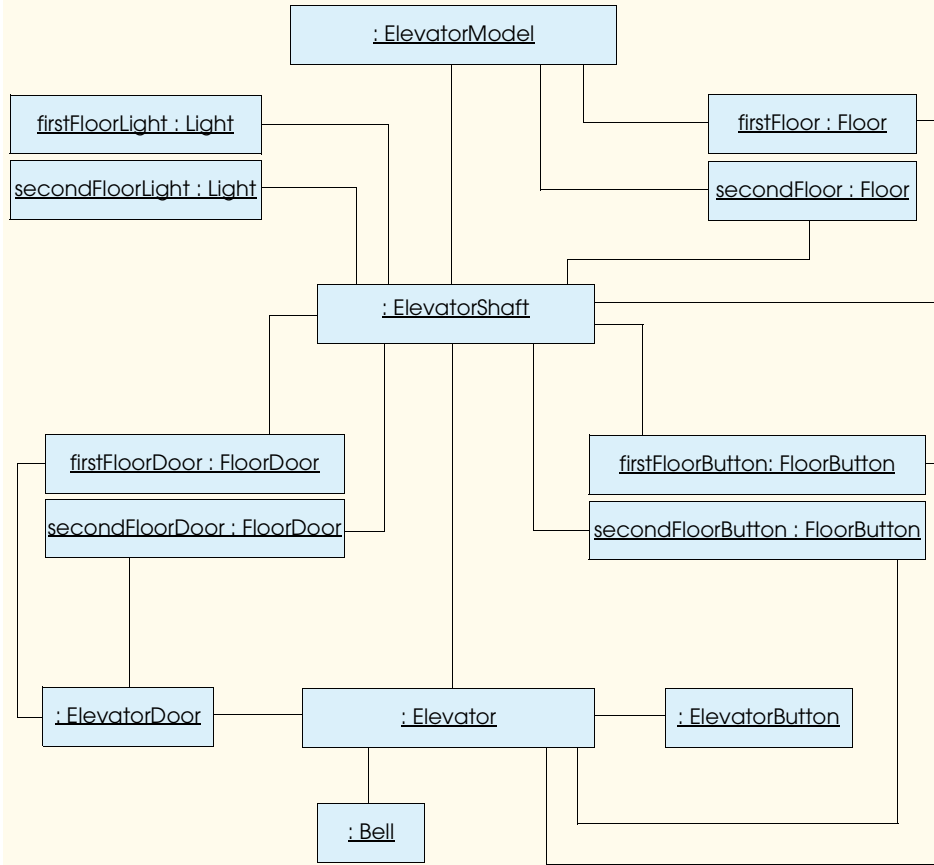 : ElevatorModel
firstFloorLight : Light
firstFloor : Floor
secondFloorLight : Light
secondFloor : Floor
: ElevatorShaft
firstFloorDoor : FloorDoor
firstFloorButton: FloorButton
secondFloorDoor : FloorDoor
secondFloorButton : FloorButton
: ElevatorDoor
: Elevator
: ElevatorButton
: Bell